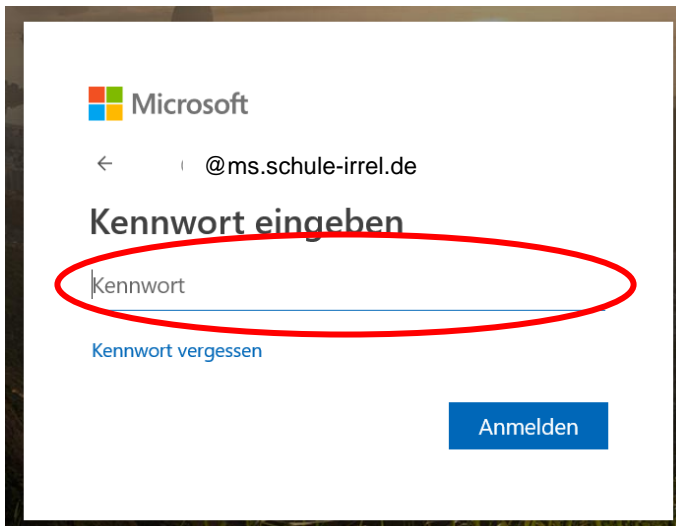 Microsoft
@ms.schule-irrel.de
Kennwort eingeben
Kennwort
Kennwort vergessen
Anmelden